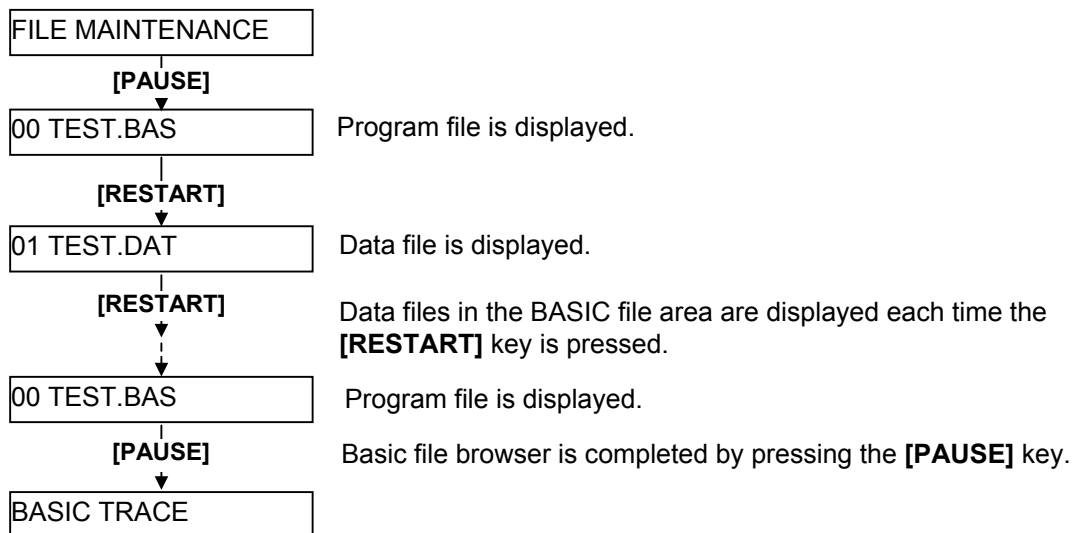 FILE MAINTENANCE
[PAUSE]
00 TEST.BAS
Program file is displayed.
[RESTART]
01 TEST.DAT
Data file is displayed.
[RESTART]
Data files in the BASIC file area are displayed each time the
[RESTART] key is pressed.
00 TEST.BAS
Program file is displayed.
[PAUSE]
Basic file browser is completed by pressing the [PAUSE] key.
BASIC TRACE